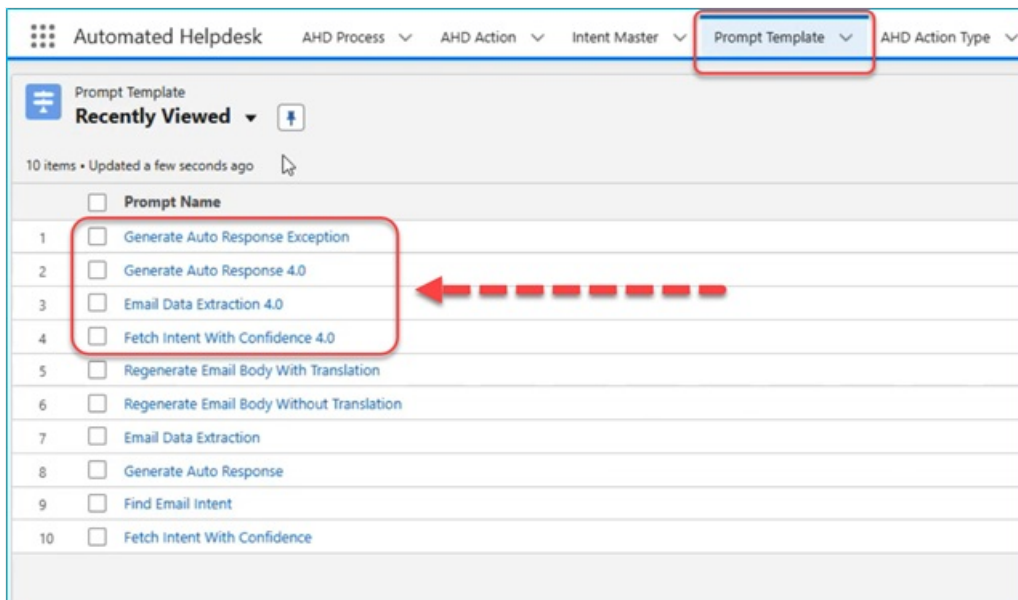 Automated Helpdesk AHD Process AHD Action Intent Master Prompt Template AHD Action Type
Prompt Template
Recently Viewed
10 items • Updated a few seconds ago
Prompt Name
1 Generate Auto Response Exception
2 Generate Auto Response 4.0
3 Email Data Extraction 4.0
4 Fetch Intent With Confidence 4.0
5 Regenerate Email Body With Translation
6 Regenerate Email Body Without Translation
7 Email Data Extraction
8 Generate Auto Response
9 Find Email Intent
10 Fetch Intent With Confidence